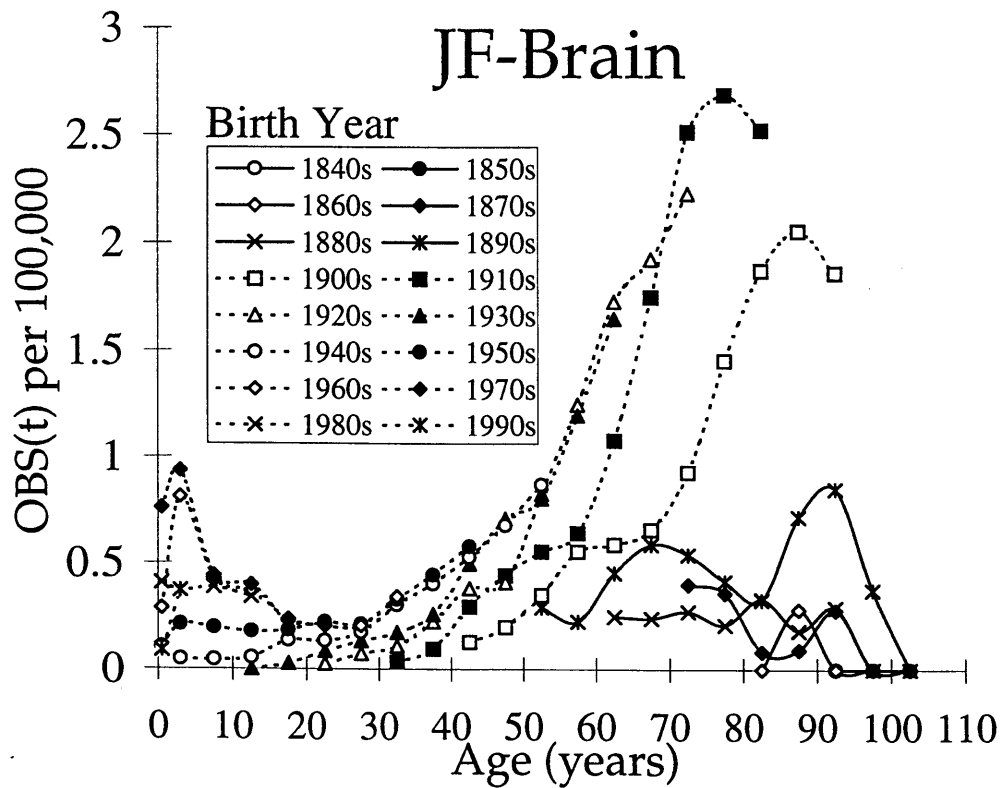 JF-Brain
OBS(t) per 100,000
3
2.5
2
1.5
1
0.5
0
Birth Year
1840s 1850s
1860s 1870s
1880s 1890s
1900s 1910s
1920s 1930s
1940s 1950s
1960s 1970s
1980s 1990s
0 10 20 30 40 50 60 70 80 90 100 110
Age (years)